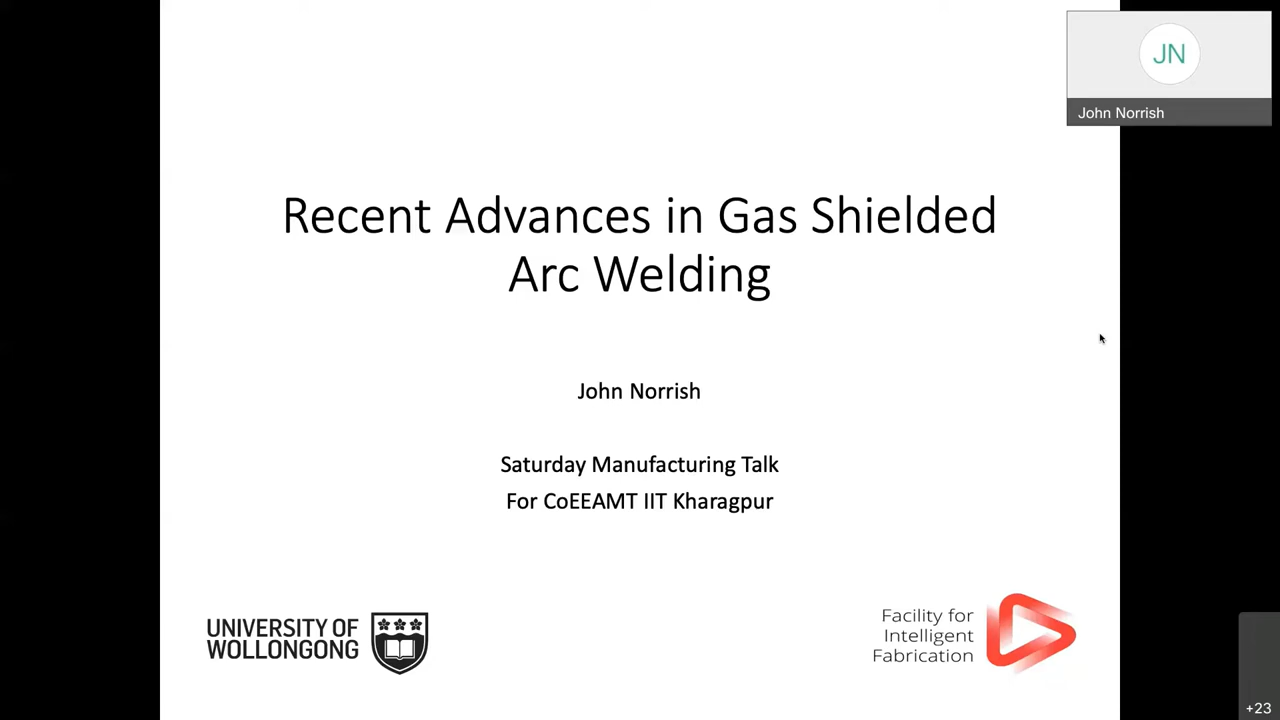 JN
John Norrish
Recent Advances in Gas Shielded
Arc Welding
John Norrish
Saturday Manufacturing Talk
For CoEEAMT IIT Kharagpur
UNIVERSITY OF
WOLLONGONG
Facility for
Intelligent
Fabrication
+23